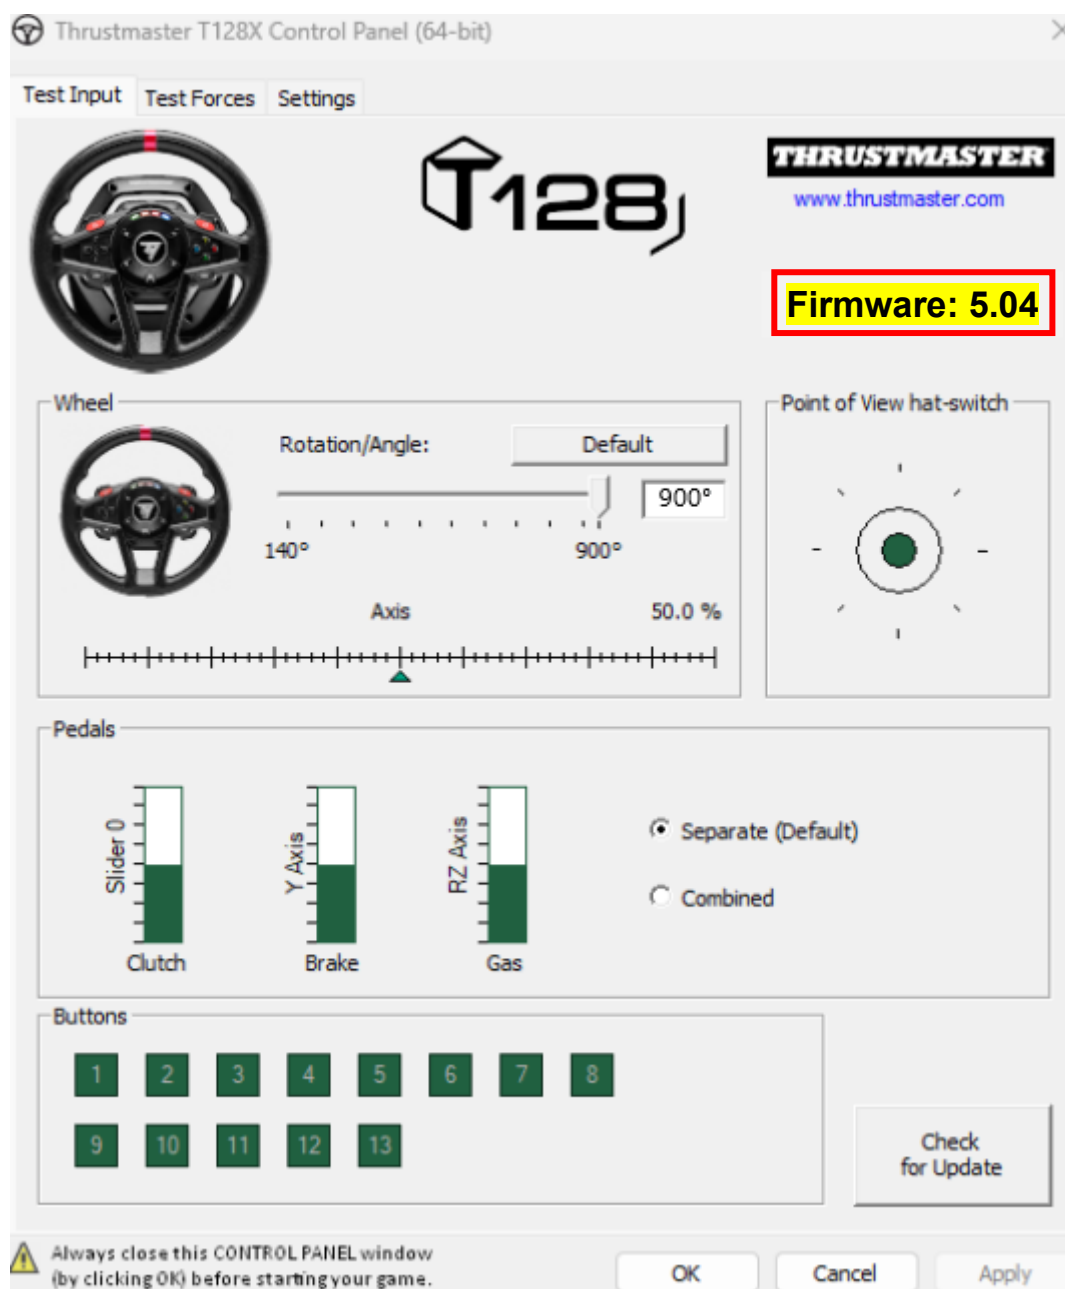 Thrustmaster T128X Control Panel (64-bit)
Test Input Test Forces Settings
T128
THRUSTMASTER
www.thrustmaster.com
Firmware: 5.04
Wheel
Rotation/Angle: Default
900°
140° 900°
Axis 50.0 %
Point of View hat-switch
Pedals
Slider 0
Clutch
Y Axis
Brake
RZ Axis
Gas
Separate (Default)
Combined
Buttons
1 2 3 4 5 6 7 8
9 10 11 12 13
Check
for Update
Always close this CONTROL PANEL window
(by clicking OK) before starting your game.
OK Cancel Apply